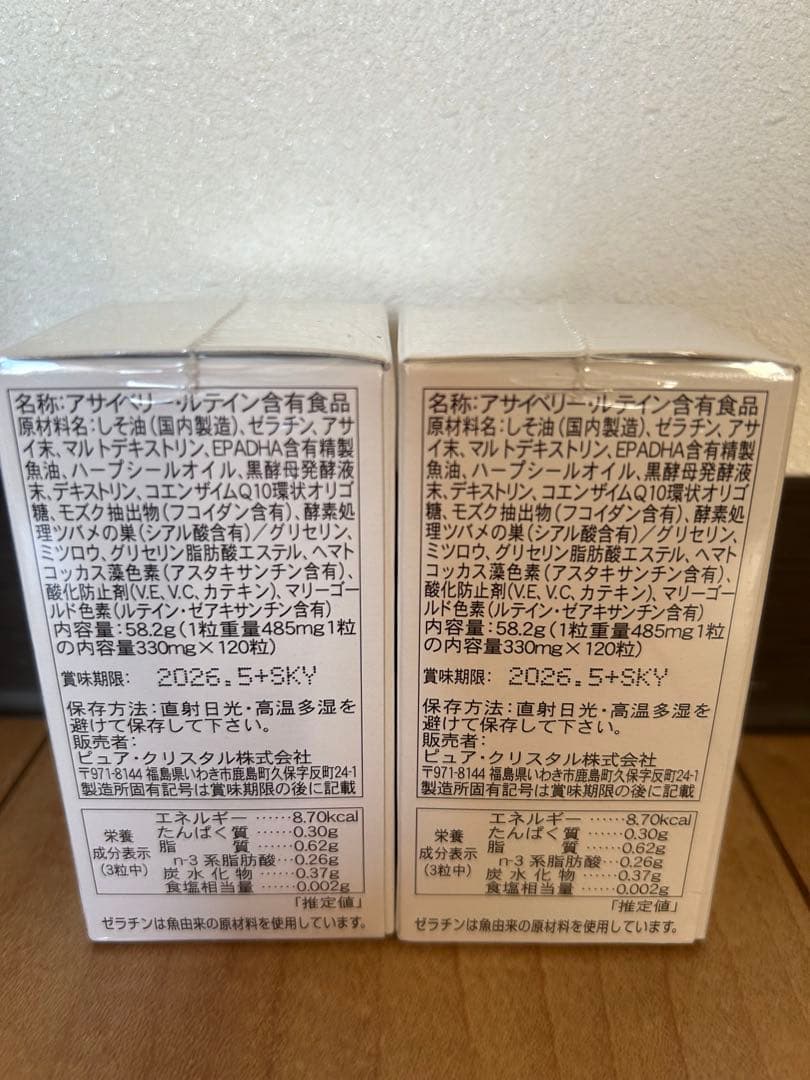 名称:アサイベリー・ルテイン含有食品
原材料名:しそ油(国内製造)、ゼラチン、アサ
イ末、マルトデキストリン、EPADHA含有精製
魚油、ハープシールオイル、黒酵母発酵液
末、デキストリン、コエンザイムQ10環状オリゴ
糖、モズク抽出物(フコイダン含有)、酵素処
理ツバメの巣(シアル酸含有)/グリセリン、
ミツロウ、グリセリン脂肪酸エステル、ヘマト
コッカス藻色素(アスタキサンチン含有)、
酸化防止剤(V.E、V.C、カテキン)、マリーゴー
ルド色素(ルテイン・ゼアキサンチン含有)
内容量:58.2g(1粒重量485mg1粒
の内容量330mg×120粒)
賞味期限: 2026.5+SKY
保存方法:直射日光・高温多湿を
避けて保存して下さい。
販売者:
ピュア・クリスタル株式会社
〒971-8144 福島県いわき市鹿島町久保字反町24-1
製造所固有記号は賞味期限の後に記載
栄養
成分表示
(3粒中)
エネルギー……8.70kcal
たんぱく質……0.30g
脂 質……0.62g
n-3 系脂肪酸…0.26g
炭水化物……0.37g
食塩相当量……0.002g
「推定値」
ゼラチンは魚由来の原材料を使用しています。
名称:アサイベリー・ルテイン含有食品
原材料名:しそ油(国内製造)、ゼラチン、アサ
イ末、マルトデキストリン、EPADHA含有精製
魚油、ハープシールオイル、黒酵母発酵液
末、デキストリン、コエンザイムQ10環状オリゴ
糖、モズク抽出物(フコイダン含有)、酵素処
理ツバメの巣(シアル酸含有)/グリセリン、
ミツロウ、グリセリン脂肪酸エステル、ヘマト
コッカス藻色素(アスタキサンチン含有)、
酸化防止剤(V.E、V.C、カテキン)、マリーゴー
ルド色素(ルテイン・ゼアキサンチン含有)
内容量:58.2g(1粒重量485mg1粒
の内容量330mg×120粒)
賞味期限: 2026.5+SKY
保存方法:直射日光・高温多湿を
避けて保存して下さい。
販売者:
ピュア・クリスタル株式会社
〒971-8144 福島県いわき市鹿島町久保字反町24-1
製造所固有記号は賞味期限の後に記載
栄養
成分表示
(3粒中)
エネルギー……8.70kcal
たんぱく質……0.30g
脂 質……0.62g
n-3 系脂肪酸…0.26g
炭水化物……0.37g
食塩相当量……0.002g
「推定値」
ゼラチンは魚由来の原材料を使用しています。